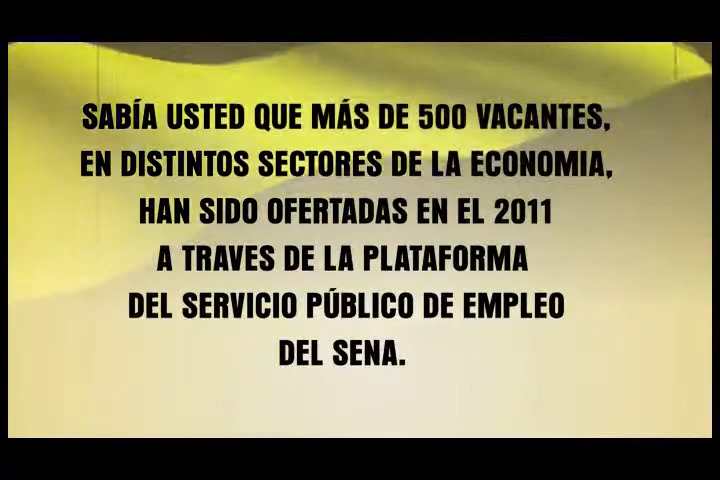 SABÍA USTED QUE MÁS DE 500 VACANTES,
EN DISTINTOS SECTORES DE LA ECONOMIA,
HAN SIDO OFERTADAS EN EL 2011
A TRAVES DE LA PLATAFORMA
DEL SERVICIO PÚBLICO DE EMPLEO
DEL SENA.